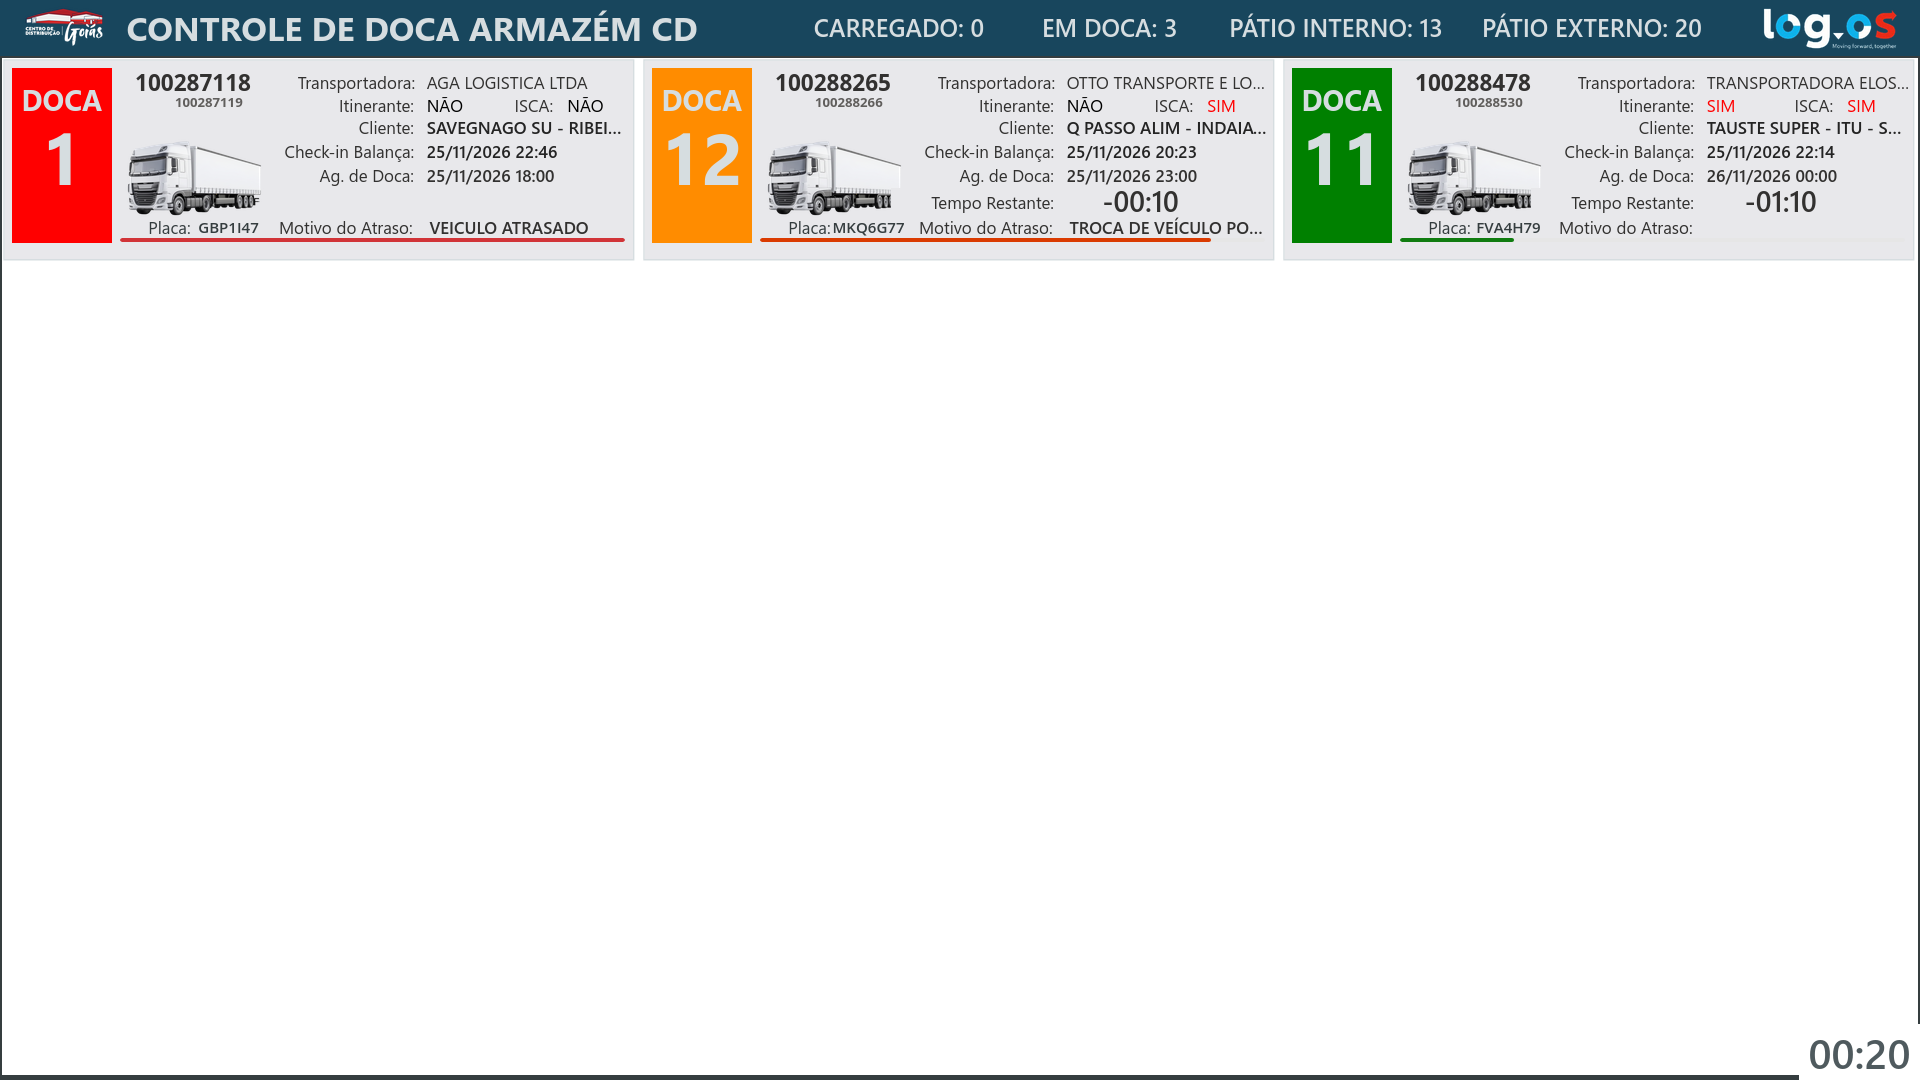 CENTRO DE DISTRIBUIÇÃO Goiás
CONTROLE DE DOCA ARMAZÉM CD
CARREGADO: 0
EM DOCA: 3
PÁTIO INTERNO: 13
PÁTIO EXTERNO: 20
log.os
Moving forward, together
DOCA
1
100287118
100287119
Transportadora: AGA LOGISTICA LTDA
Itinerante: NÃO ISCA: NÃO
Cliente: SAVEGNAGO SU - RIBEI...
Check-in Balança: 25/11/2026 22:46
Ag. de Doca: 25/11/2026 18:00
Placa: GBP1I47
Motivo do Atraso: VEICULO ATRASADO
DOCA
12
100288265
100288266
Transportadora: OTTO TRANSPORTE E LO...
Itinerante: NÃO ISCA: SIM
Cliente: Q PASSO ALIM - INDAIA...
Check-in Balança: 25/11/2026 20:23
Ag. de Doca: 25/11/2026 23:00
Tempo Restante: -00:10
Placa: MKQ6G77
Motivo do Atraso: TROCA DE VEÍCULO PO...
DOCA
11
100288478
100288530
Transportadora: TRANSPORTADORA ELOS...
Itinerante: SIM ISCA: SIM
Cliente: TAUSTE SUPER - ITU - S...
Check-in Balança: 25/11/2026 22:14
Ag. de Doca: 26/11/2026 00:00
Tempo Restante: -01:10
Placa: FVA4H79
Motivo do Atraso:
00:20